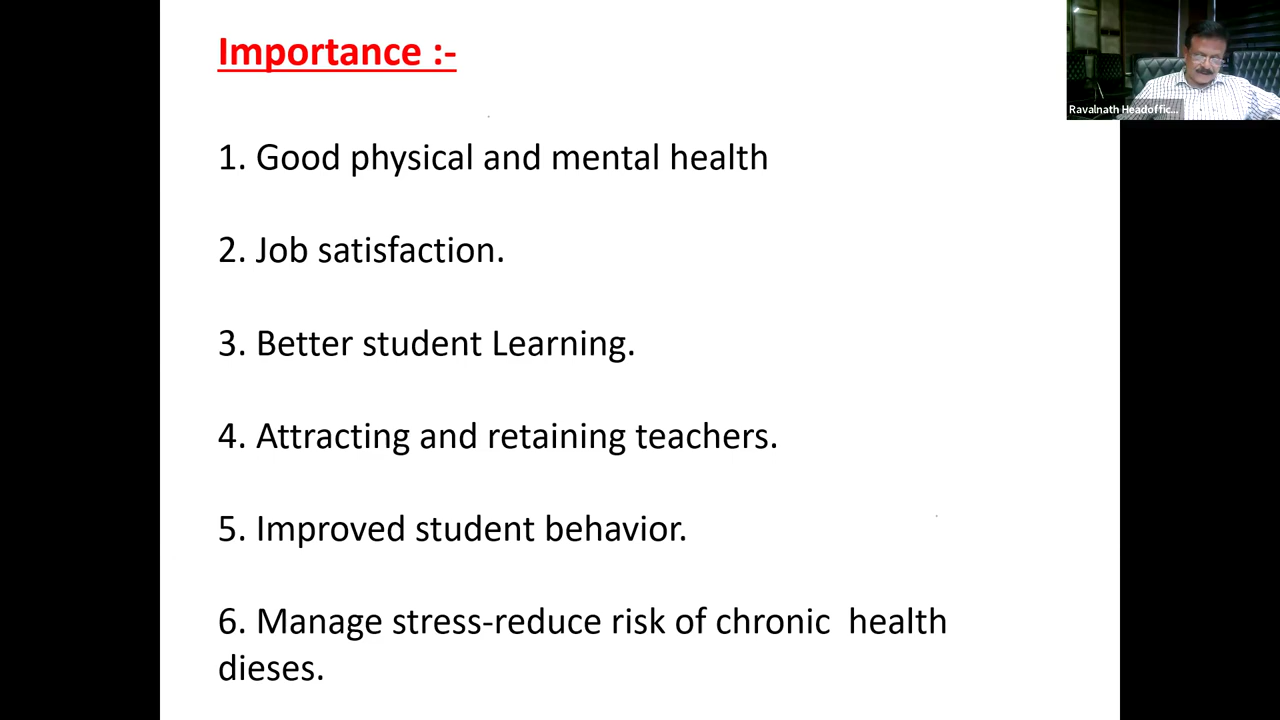 Importance :-
Ravalnath Headoffic...
1. Good physical and mental health
2. Job satisfaction.
3. Better student Learning.
4. Attracting and retaining teachers.
5. Improved student behavior.
6. Manage stress-reduce risk of chronic  health
dieses.